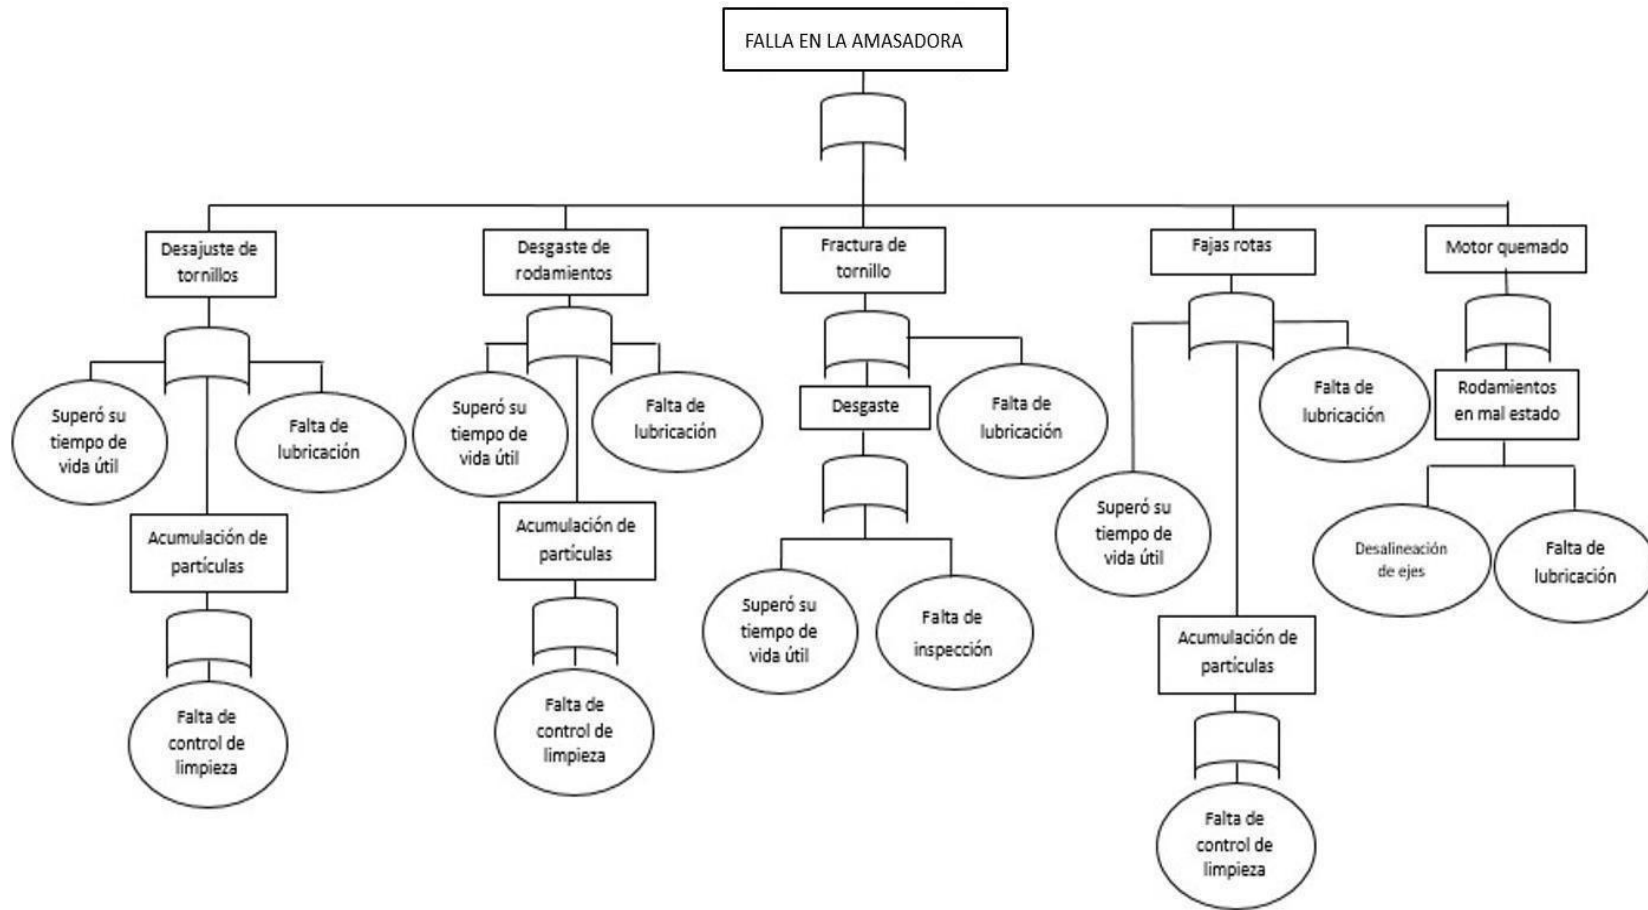 FALLA EN LA AMASADORA
Desajuste de
tornillos
Desgaste de
rodamientos
Fractura de
tornillo
Fajas rotas
Motor quemado
Superó su
tiempo de
vida útil
Falta de
lubricación
Superó su
tiempo de
vida útil
Falta de
lubricación
Desgaste
Falta de
lubricación
Falta de
lubricación
Rodamientos
en mal estado
Acumulación de
partículas
Acumulación de
partículas
Superó su
tiempo de
vida útil
Desalineación
de ejes
Falta de
lubricación
Superó su
tiempo de
vida útil
Falta de
inspección
Acumulación de
partículas
Falta de
control de
limpieza
Falta de
control de
limpieza
Falta de
control de
limpieza